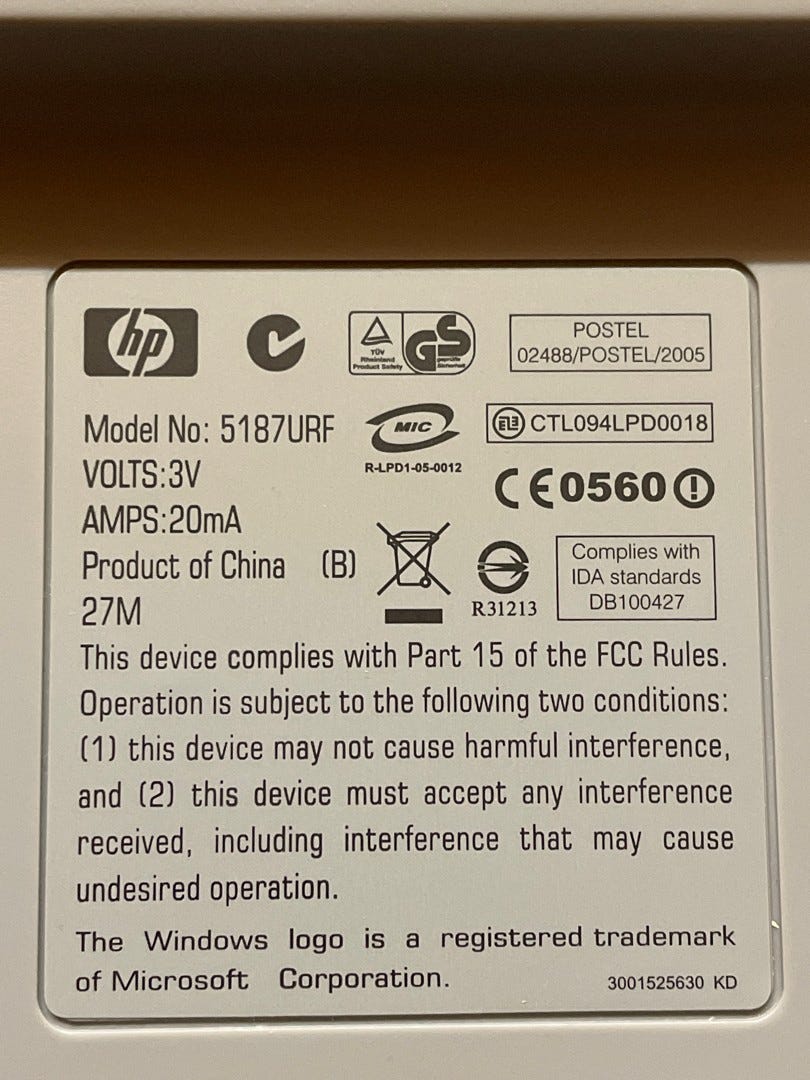 hp
TÜV
Rheinland
Product Safety
GS
geprüfte
Sicherheit
POSTEL
02488/POSTEL/2005
Model No: 5187URF
MIC
R-LPD1-05-0012
CTL094LPD0018
VOLTS:3V
CE0560
AMPS:20mA
Product of China (B)
27M
R31213
Complies with
IDA standards
DB100427
This device complies with Part 15 of the FCC Rules.
Operation is subject to the following two conditions:
(1) this device may not cause harmful interference,
and (2) this device must accept any interference
received, including interference that may cause
undesired operation.
The Windows logo is a registered trademark
of Microsoft Corporation.
3001525630 KD